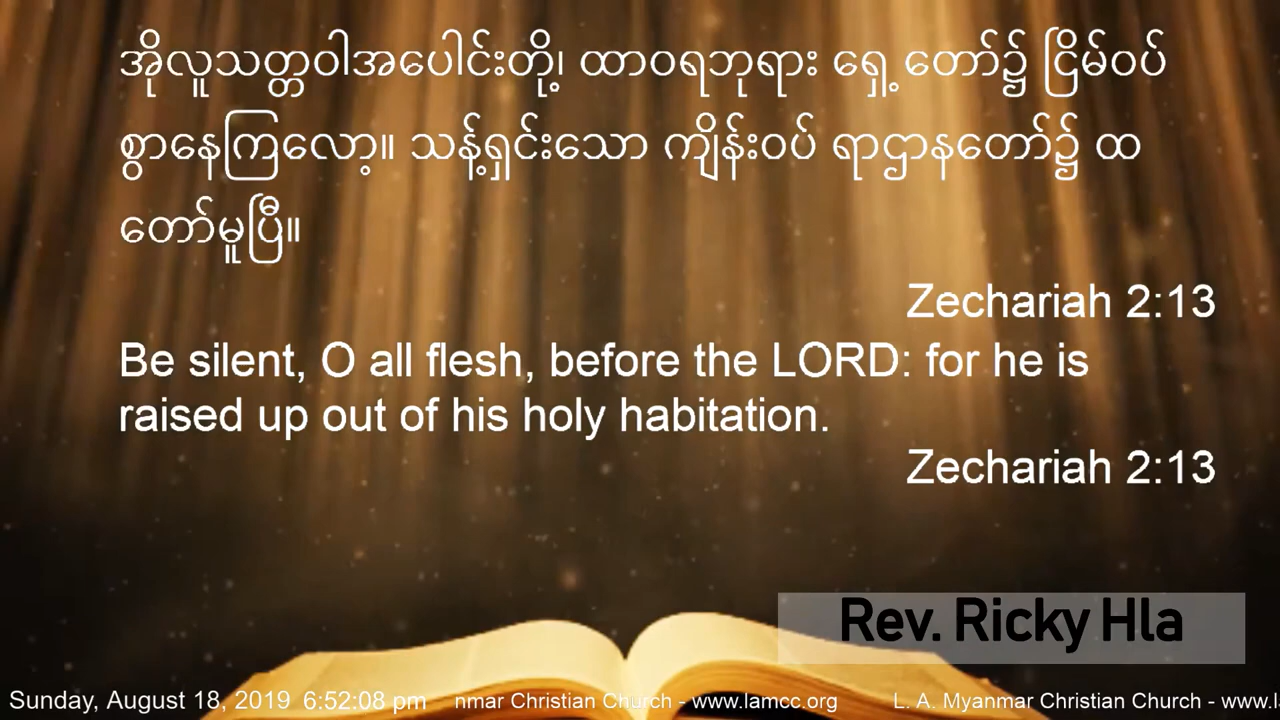 အိုလူသတ္တဝါအပေါင်းတို့၊ ထာဝရဘုရား ရှေ့ တော်၌ ငြိမ်ဝပ်
စွာနေကြလော့။ သန့်ရှင်းသော ကျိန်းဝပ် ရာဌာနတော်၌ ထ
တော်မူပြီ။
Zechariah 2:13
Be silent, O all flesh, before the LORD: for he is
raised up out of his holy habitation.
Zechariah 2:13
Rev. Ricky Hla
Sunday, August 18, 2019 6:52:08 pm nmar Christian Church - www.lamcc.org L. A. Myanmar Christian Church - www.l